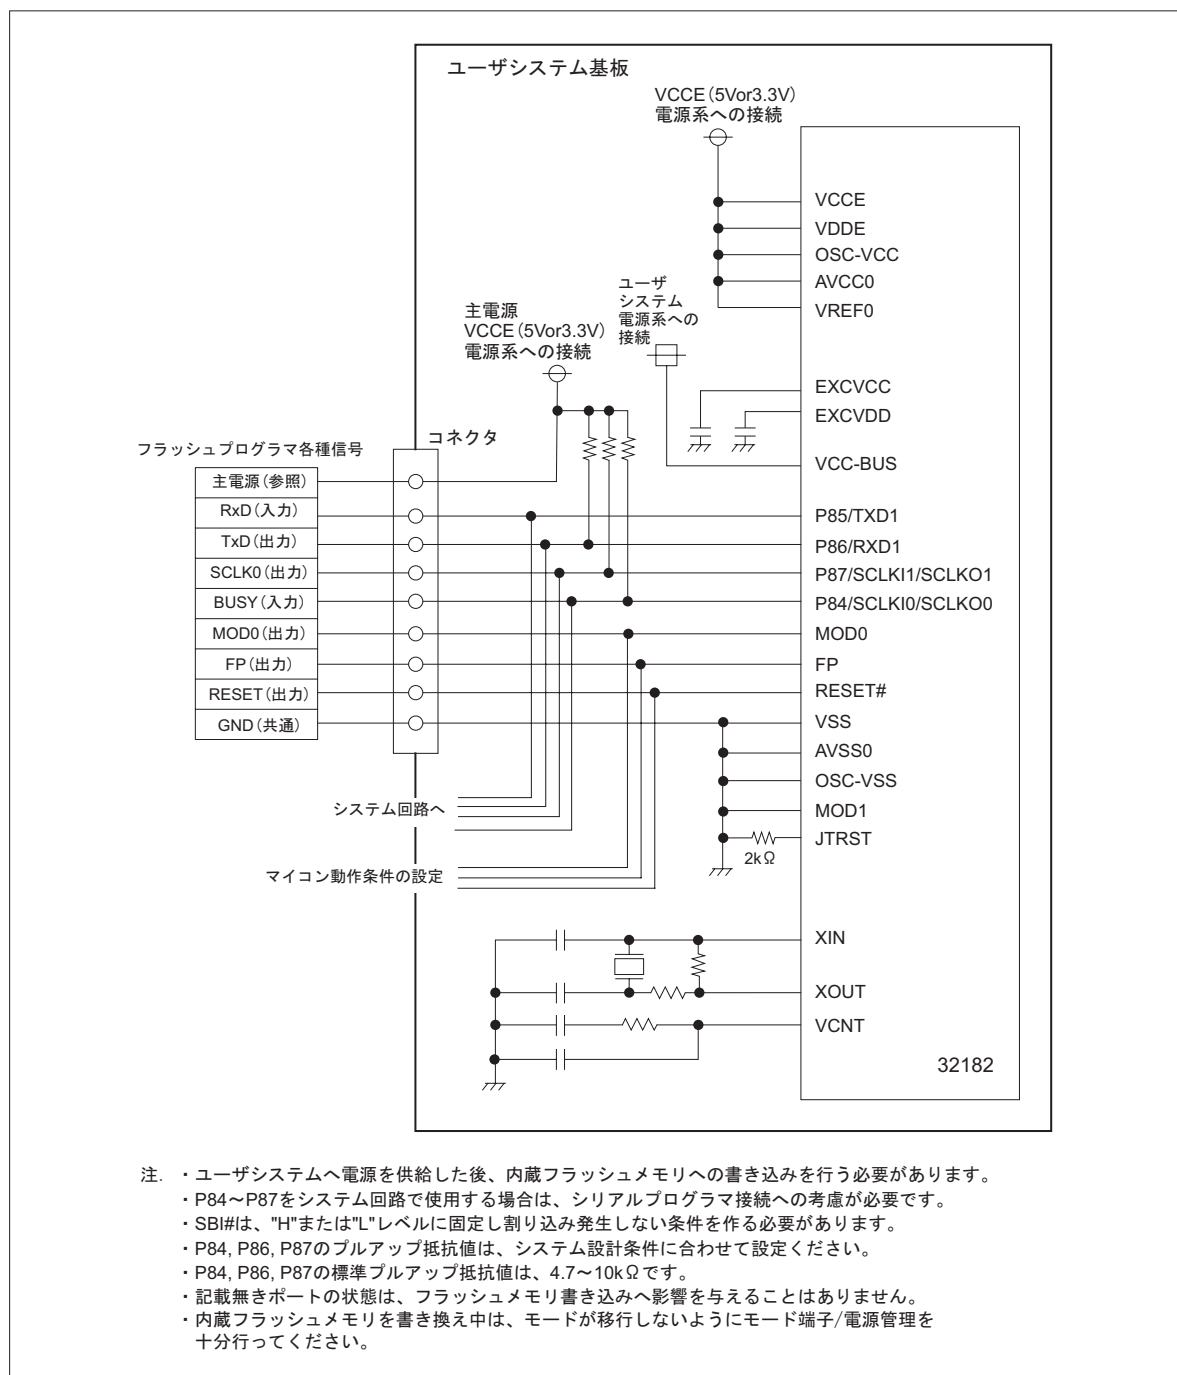 ユーザシステム基板
VCCE(5Vor3.3V)
電源系への接続
VCCE
VDDE
OSC-VCC
AVCC0
VREF0
ユーザ
システム
電源系への
接続
主電源
VCCE(5Vor3.3V)
電源系への接続
EXCVCC
EXCVDD
VCC-BUS
フラッシュプログラマ各種信号
コネクタ
主電源(参照)
RxD(入力)
P85/TXD1
TxD(出力)
P86/RXD1
SCLK0(出力)
P87/SCLKI1/SCLKO1
BUSY(入力)
P84/SCLKI0/SCLKO0
MOD0(出力)
MOD0
FP(出力)
FP
RESET(出力)
RESET#
GND(共通)
VSS
AVSS0
OSC-VSS
MOD1
JTRST
2kΩ
システム回路へ
マイコン動作条件の設定
XIN
XOUT
VCNT
32182
注. ・ユーザシステムへ電源を供給した後、内蔵フラッシュメモリへの書き込みを行う必要があります。
・P84～P87をシステム回路で使用する場合は、シリアルプログラマ接続への考慮が必要です。
・SBI#は、"H"または"L"レベルに固定し割り込み発生しない条件を作る必要があります。
・P84, P86, P87のプルアップ抵抗値は、システム設計条件に合わせて設定ください。
・P84, P86, P87の標準プルアップ抵抗値は、4.7～10kΩです。
・記載無きポートの状態は、フラッシュメモリ書き込みへ影響を与えることはありません。
・内蔵フラッシュメモリを書き換え中は、モードが移行しないようにモード端子/電源管理を
十分行ってください。